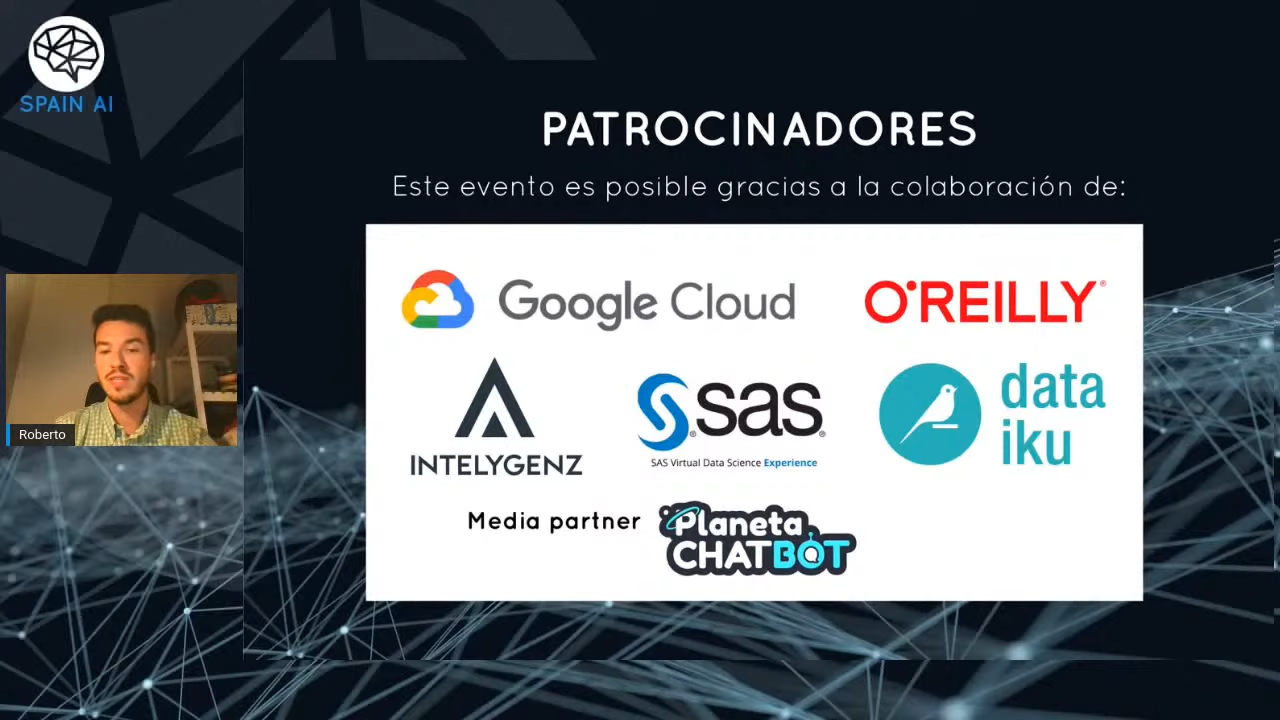 SPAIN AI
PATROCINADORES
Este evento es posible gracias a la colaboración de:
Google Cloud
O'REILLY®
INTELYGENZ
sas®
SAS Virtual Data Science Experience
data
iku
Media partner
Planeta
CHATBOT
Roberto